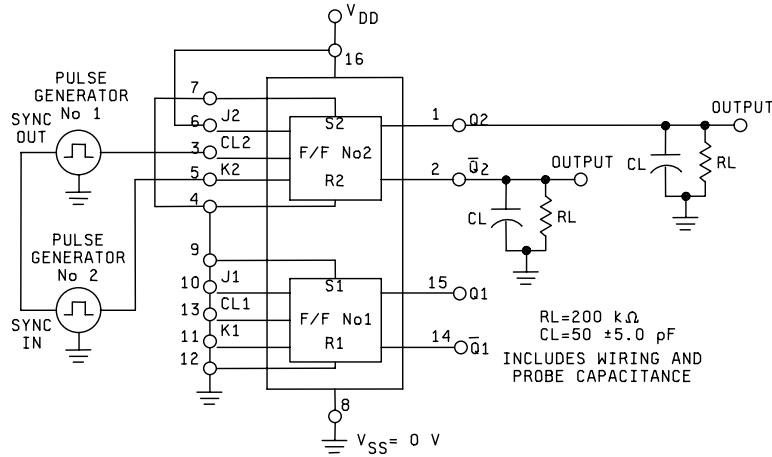 V DD
16
PULSE
GENERATOR
No 1
SYNC
OUT
7
6
J2
3
CL2
5
K2
4
S2
F/F No2
R2
1
Q2
OUTPUT
CL
RL
2
Q̅2
OUTPUT
CL
RL
PULSE
GENERATOR
No 2
SYNC
IN
9
10
J1
13
CL1
11
K1
12
S1
F/F No1
R1
15
Q1
14
Q̅1
8
VSS= 0 V
RL=200 kΩ
CL=50 ±5.0 pF
INCLUDES WIRING AND
PROBE CAPACITANCE